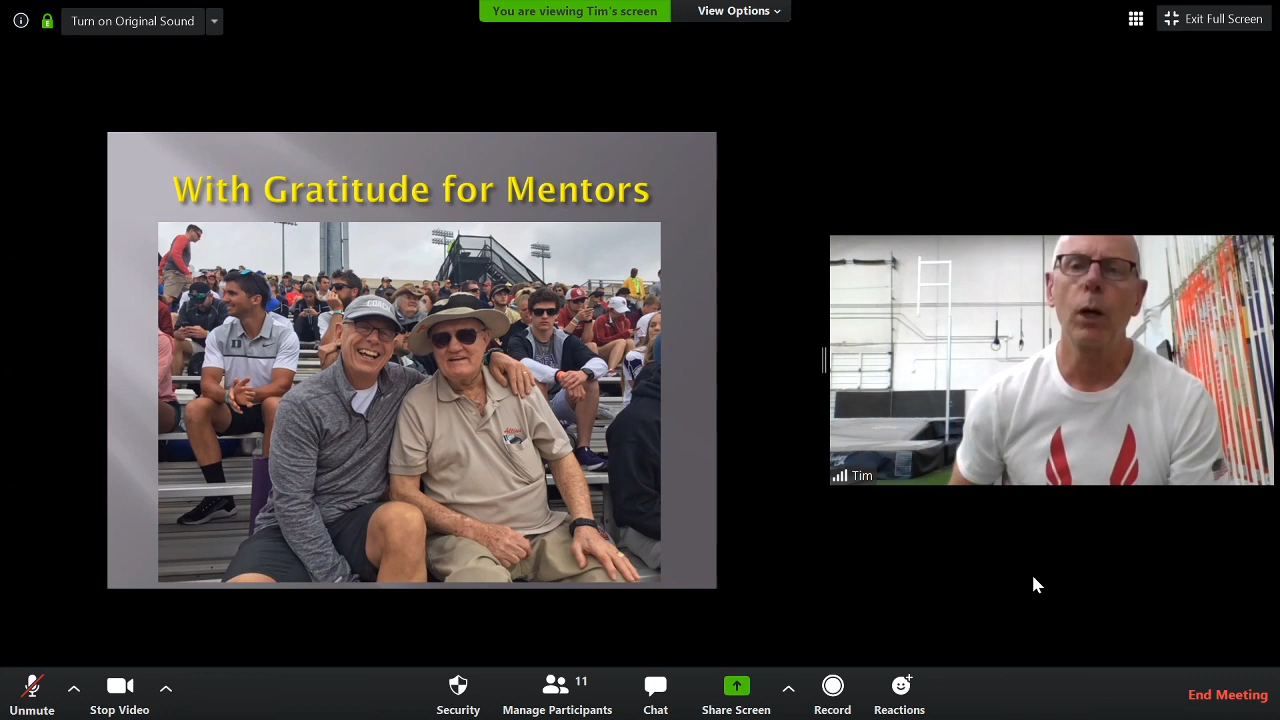 You are viewing Tim's screen
View Options
Turn on Original Sound
Exit Full Screen
With Gratitude for Mentors
COACH
D
Tim
Unmute
Stop Video
Security
Manage Participants
11
Chat
Share Screen
Record
Reactions
End Meeting